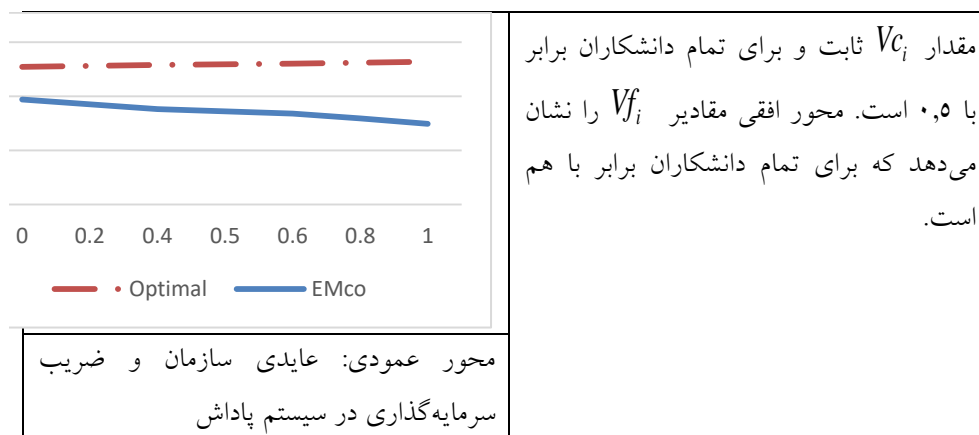 مقدار Vcᵢ ثابت و برای تمام دانشکاران برابر
با ۰٫۵ است. محور افقی مقادیر Vfᵢ را نشان
می‌دهد که برای تمام دانشکاران برابر با هم
است.
0 0.2 0.4 0.5 0.6 0.8 1
Optimal EMco
محور عمودی: عایدی سازمان و ضریب
سرمایه‌گذاری در سیستم پاداش